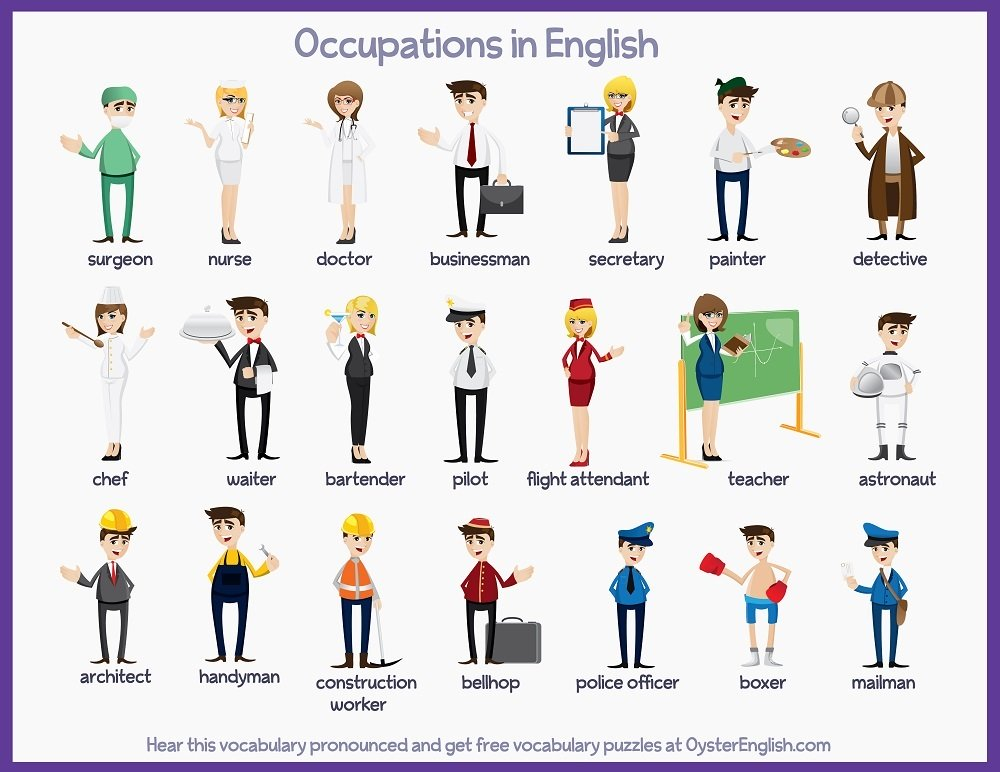 Occupations in English
surgeon nurse doctor businessman secretary painter detective
chef waiter bartender pilot flight attendant teacher astronaut
architect handyman construction worker bellhop police officer boxer mailman
Hear this vocabulary pronounced and get free vocabulary puzzles at OysterEnglish.com